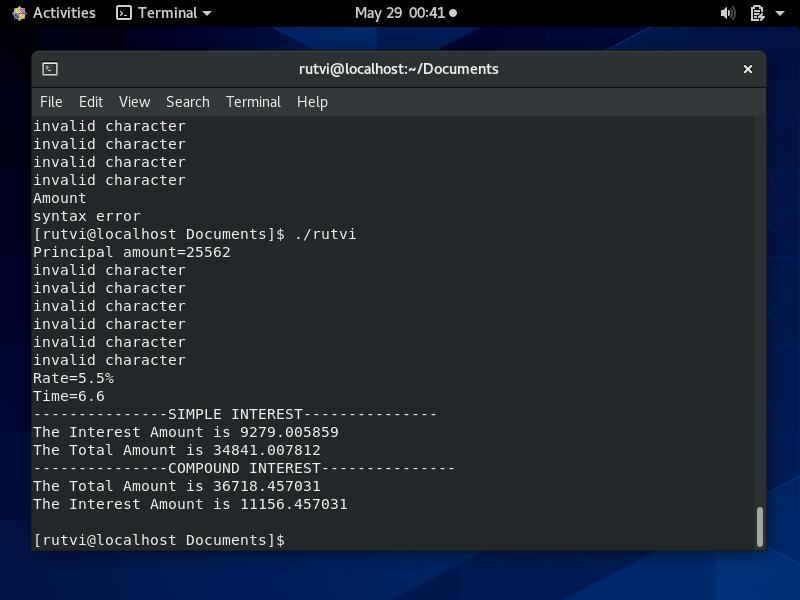 Activities Terminal May 29 00:41
rutvi@localhost:~/Documents
File Edit View Search Terminal Help
invalid character
invalid character
invalid character
invalid character
Amount
syntax error
[rutvi@localhost Documents]$ ./rutvi
Principal amount=25562
invalid character
invalid character
invalid character
invalid character
invalid character
invalid character
Rate=5.5%
Time=6.6
---------------SIMPLE INTEREST---------------
The Interest Amount is 9279.005859
The Total Amount is 34841.007812
---------------COMPOUND INTEREST---------------
The Total Amount is 36718.457031
The Interest Amount is 11156.457031
[rutvi@localhost Documents]$